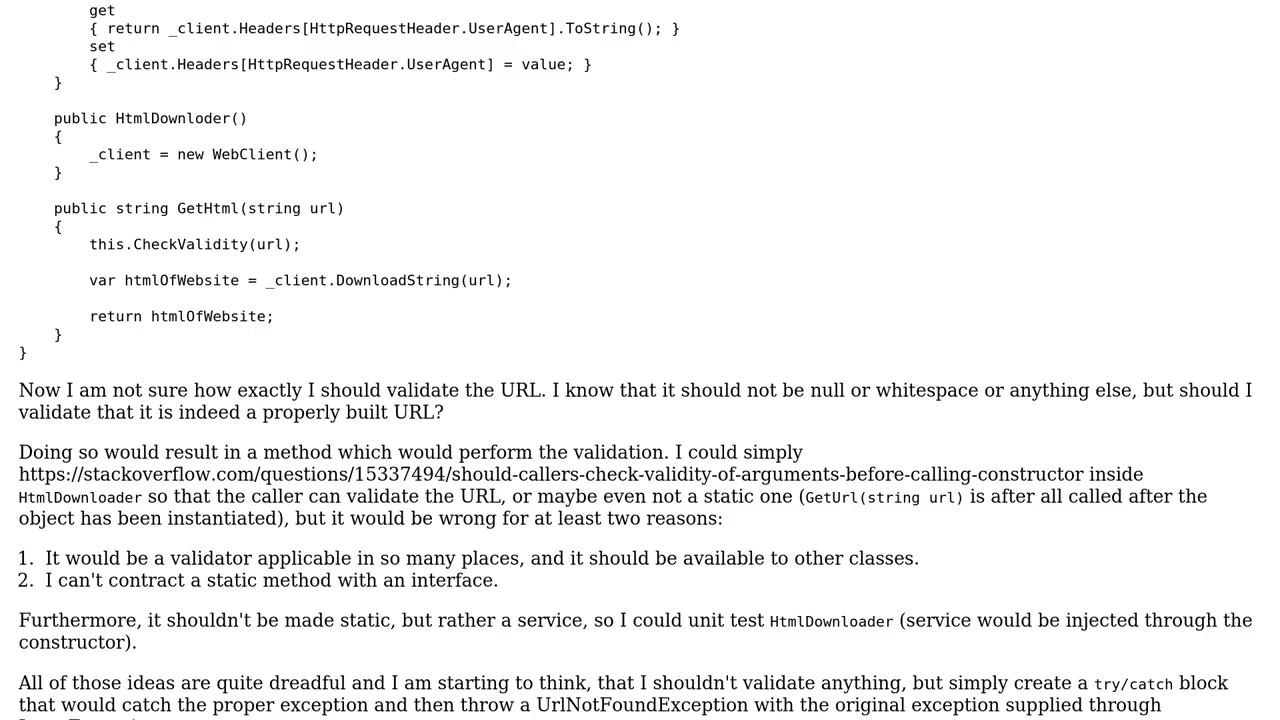 get
{ return _client.Headers[HttpRequestHeader.UserAgent].ToString(); }
set
{ _client.Headers[HttpRequestHeader.UserAgent] = value; }
}
public HtmlDownloder()
{
_client = new WebClient();
}
public string GetHtml(string url)
{
this.CheckValidity(url);
var htmlOfWebsite = _client.DownloadString(url);
return htmlOfWebsite;
}
}
Now I am not sure how exactly I should validate the URL. I know that it should not be null or whitespace or anything else, but should I
validate that it is indeed a properly built URL?
Doing so would result in a method which would perform the validation. I could simply
https://stackoverflow.com/questions/15337494/should-callers-check-validity-of-arguments-before-calling-constructor inside
HtmlDownloader so that the caller can validate the URL, or maybe even not a static one (GetUrl(string url) is after all called after the
object has been instantiated), but it would be wrong for at least two reasons:
1. It would be a validator applicable in so many places, and it should be available to other classes.
2. I can't contract a static method with an interface.
Furthermore, it shouldn't be made static, but rather a service, so I could unit test HtmlDownloader (service would be injected through the
constructor).
All of those ideas are quite dreadful and I am starting to think, that I shouldn't validate anything, but simply create a try/catch block
that would catch the proper exception and then throw a UrlNotFoundException with the original exception supplied through